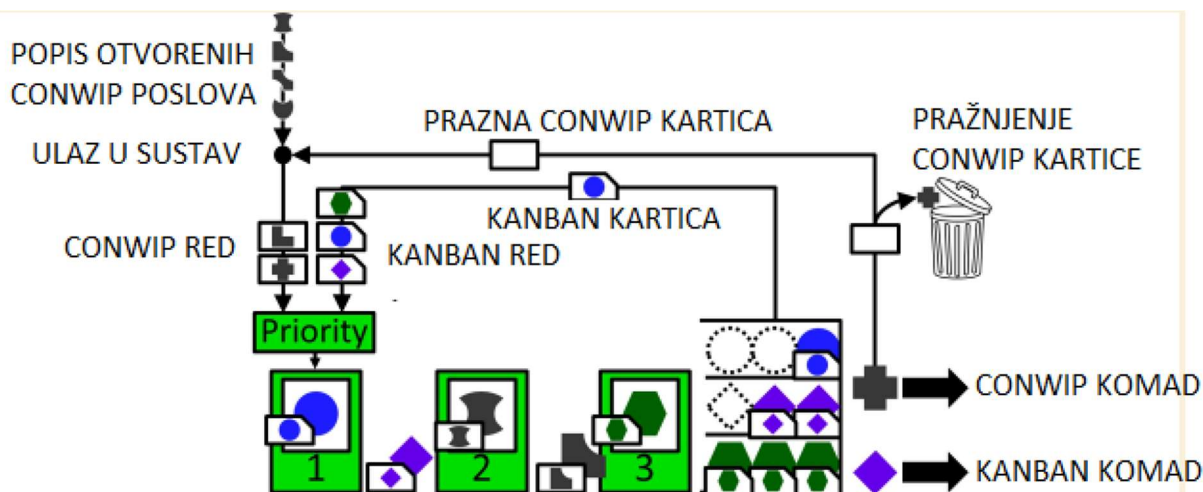 POPIS OTVORENIH
CONWIP POSLOVA
ULAZ U SUSTAV
PRAZNA CONWIP KARTICA
PRAŽNJENJE
CONWIP KARTICE
KANBAN KARTICA
CONWIP RED
KANBAN RED
Priority
1
2
3
CONWIP KOMAD
KANBAN KOMAD